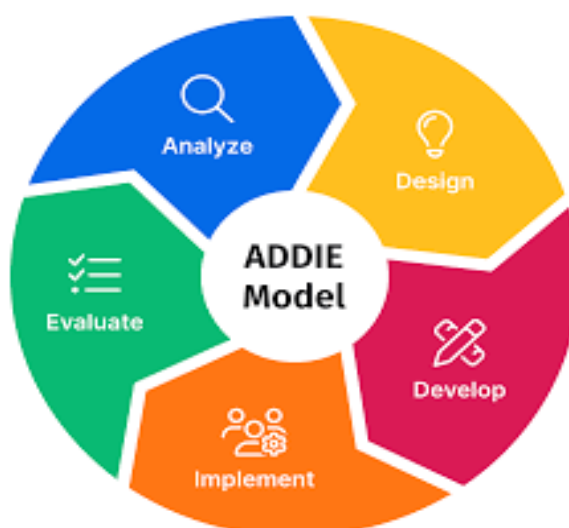 Analyze
Design
ADDIE
Model
Evaluate
Develop
Implement